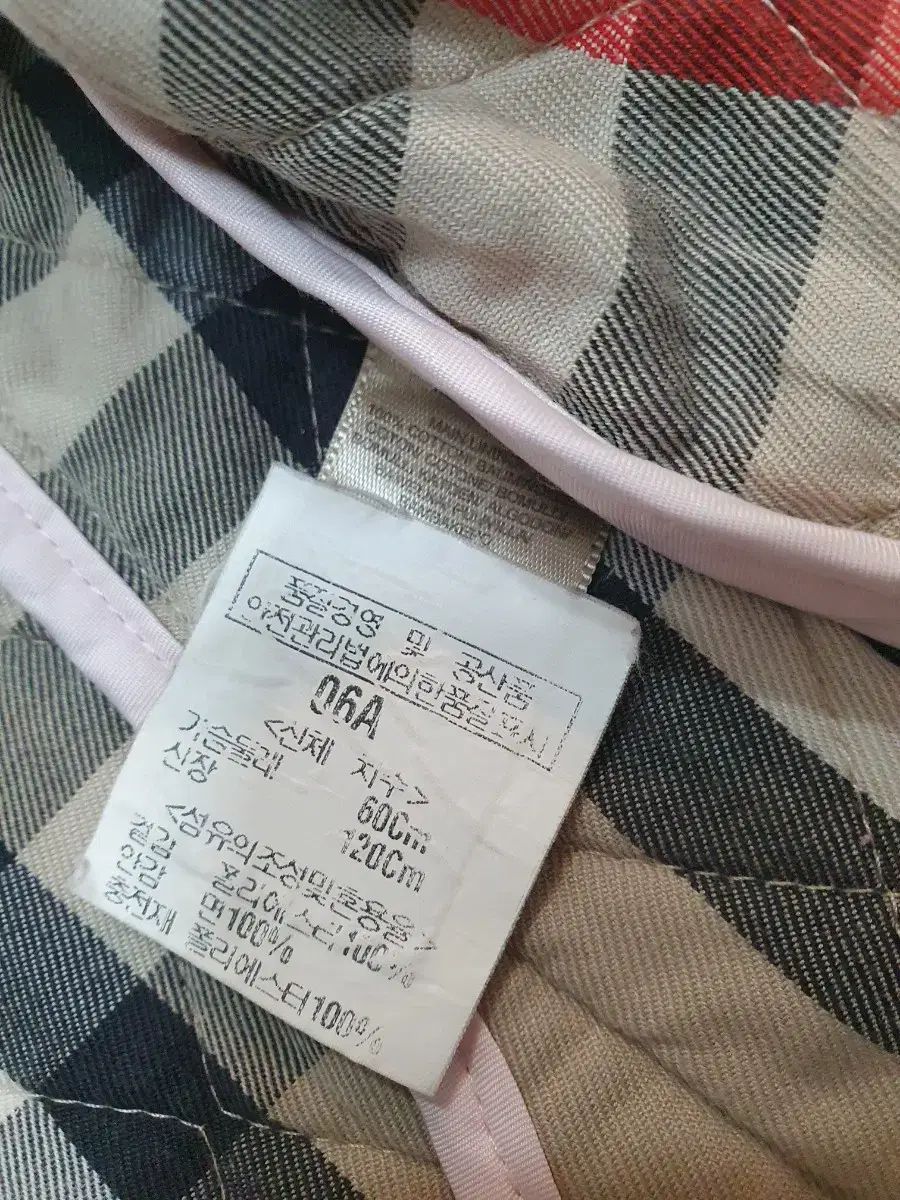 100% COTTON
품질경영 및 공산품
안전관리법에의한품질표시
06A
<신체 치수>
가슴둘레 60Cm
신장 120Cm
<섬유의조성및혼용율>
겉감 폴리에스터100%
안감 면100%
충전재 폴리에스터100%